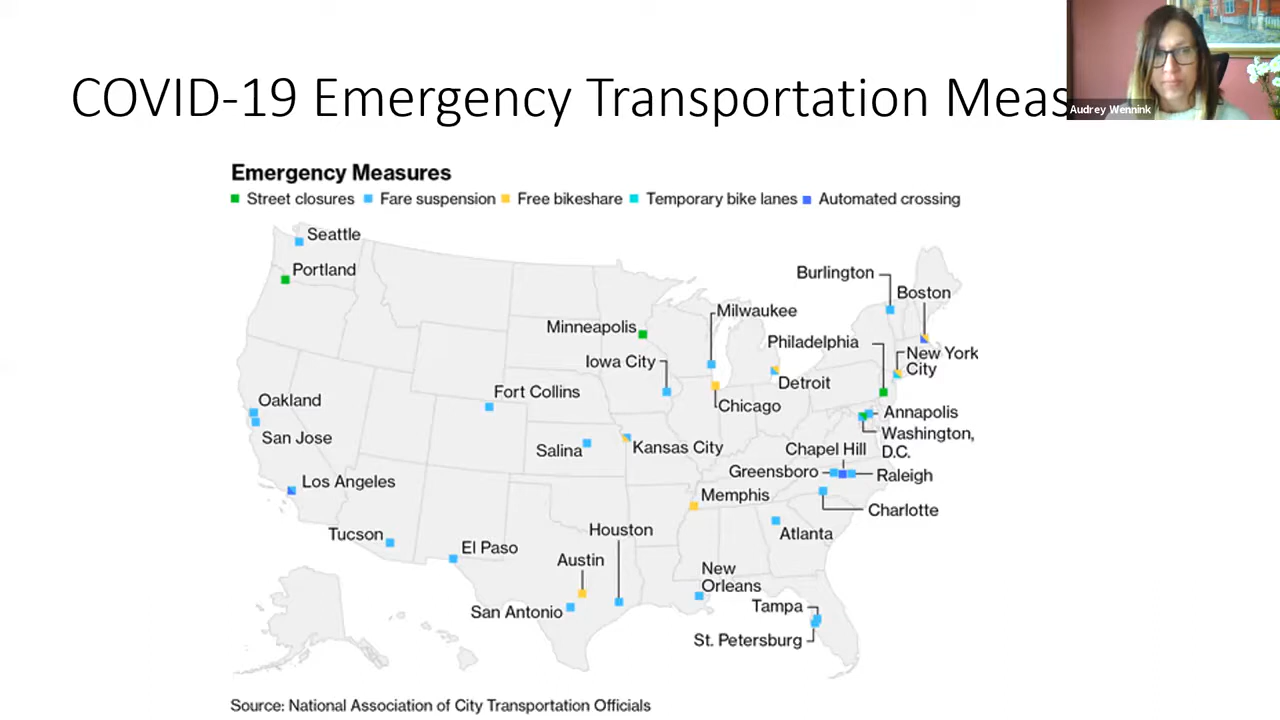 COVID-19 Emergency Transportation Meas
Audrey Wennink
Emergency Measures
Street closures Fare suspension Free bikeshare Temporary bike lanes Automated crossing
Seattle
Portland
Burlington
Boston
Milwaukee
Minneapolis
Philadelphia
New York
City
Iowa City
Detroit
Fort Collins
Oakland
Chicago
Annapolis
San Jose
Washington,
D.C.
Salina
Kansas City
Chapel Hill
Greensboro
Raleigh
Los Angeles
Memphis
Charlotte
Tucson
Houston
Atlanta
El Paso
Austin
New
Orleans
San Antonio
Tampa
St. Petersburg
Source: National Association of City Transportation Officials